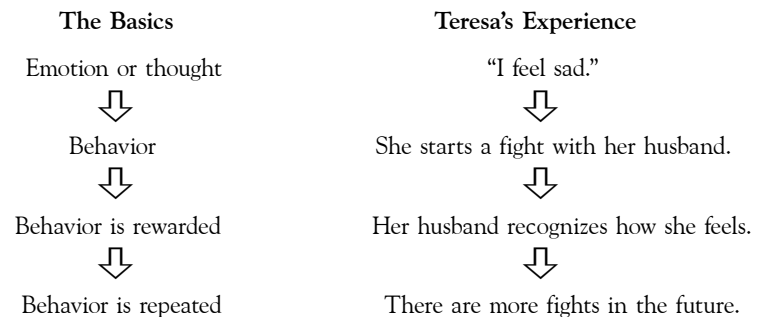 The Basics
Teresa’s Experience
Emotion or thought
“I feel sad.”
Behavior
She starts a fight with her husband.
Behavior is rewarded
Her husband recognizes how she feels.
Behavior is repeated
There are more fights in the future.